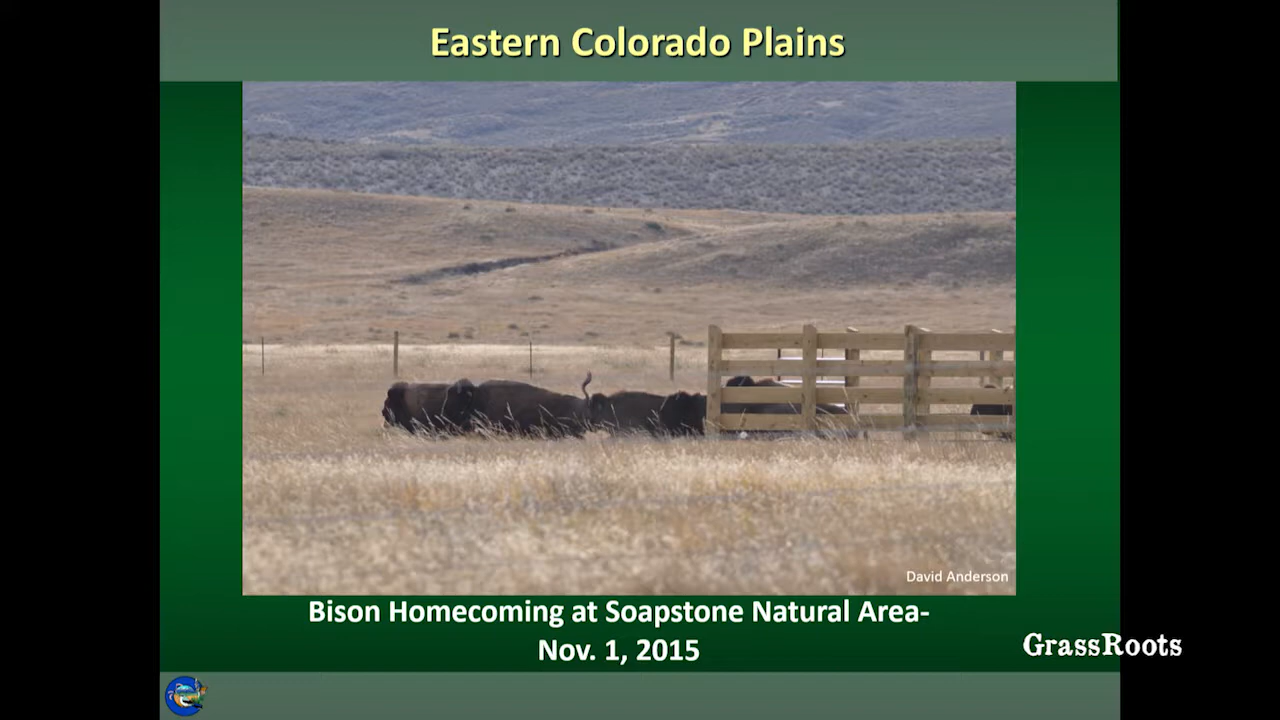 Eastern Colorado Plains
David Anderson
Bison Homecoming at Soapstone Natural Area-
Nov. 1, 2015
GrassRoots